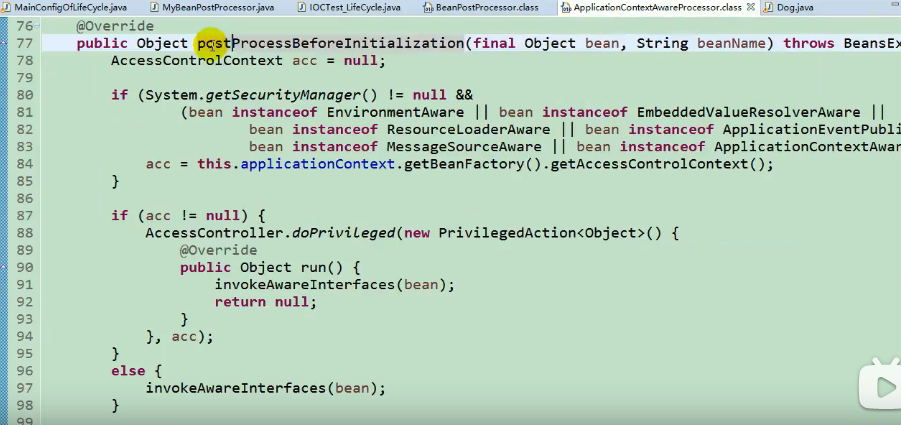 MainConfigOfLifeCycle.java MyBeanPostProcessor.java IOCTest_LifeCycle.java BeanPostProcessor.class ApplicationContextAwareProcessor.class Dog.java
76 @Override
77 public Object postProcessBeforeInitialization(final Object bean, String beanName) throws BeansEx
78 AccessControlContext acc = null;
79
80 if (System.getSecurityManager() != null &&
81 (bean instanceof EnvironmentAware || bean instanceof EmbeddedValueResolverAware ||
82 bean instanceof ResourceLoaderAware || bean instanceof ApplicationEventPubli
83 bean instanceof MessageSourceAware || bean instanceof ApplicationContextAwar
84 acc = this.applicationContext.getBeanFactory().getAccessControlContext();
85 }
86
87 if (acc != null) {
88 AccessController.doPrivileged(new PrivilegedAction<Object>() {
89 @Override
90 public Object run() {
91 invokeAwareInterfaces(bean);
92 return null;
93 }
94 }, acc);
95 }
96 else {
97 invokeAwareInterfaces(bean);
98 }
99